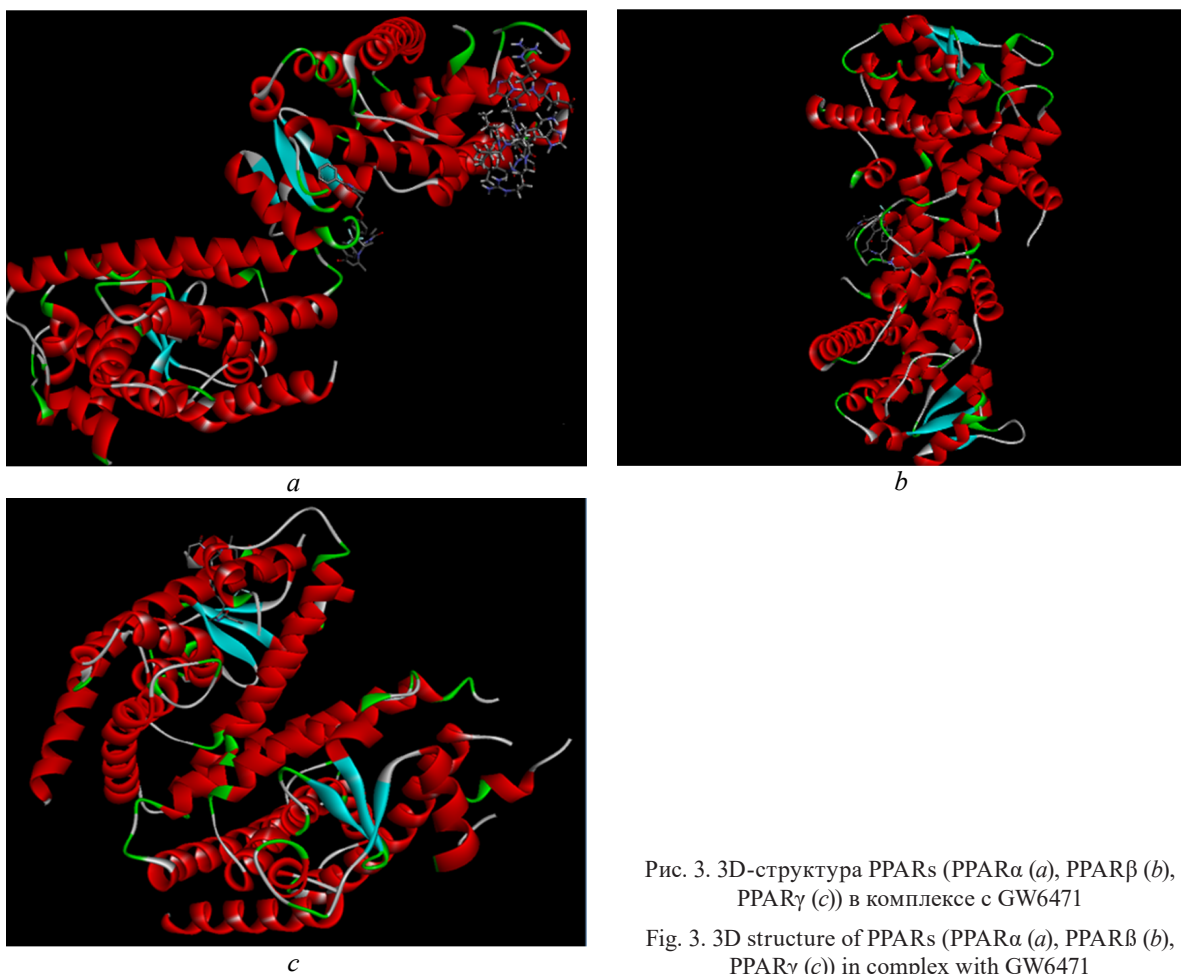 a
b
c
Рис. 3. 3D-структура PPARs (PPARα (a), PPARβ (b),
PPARγ (c)) в комплексе с GW6471
Fig. 3. 3D structure of PPARs (PPARα (a), PPARß (b),
PPARγ (c)) in complex with GW6471